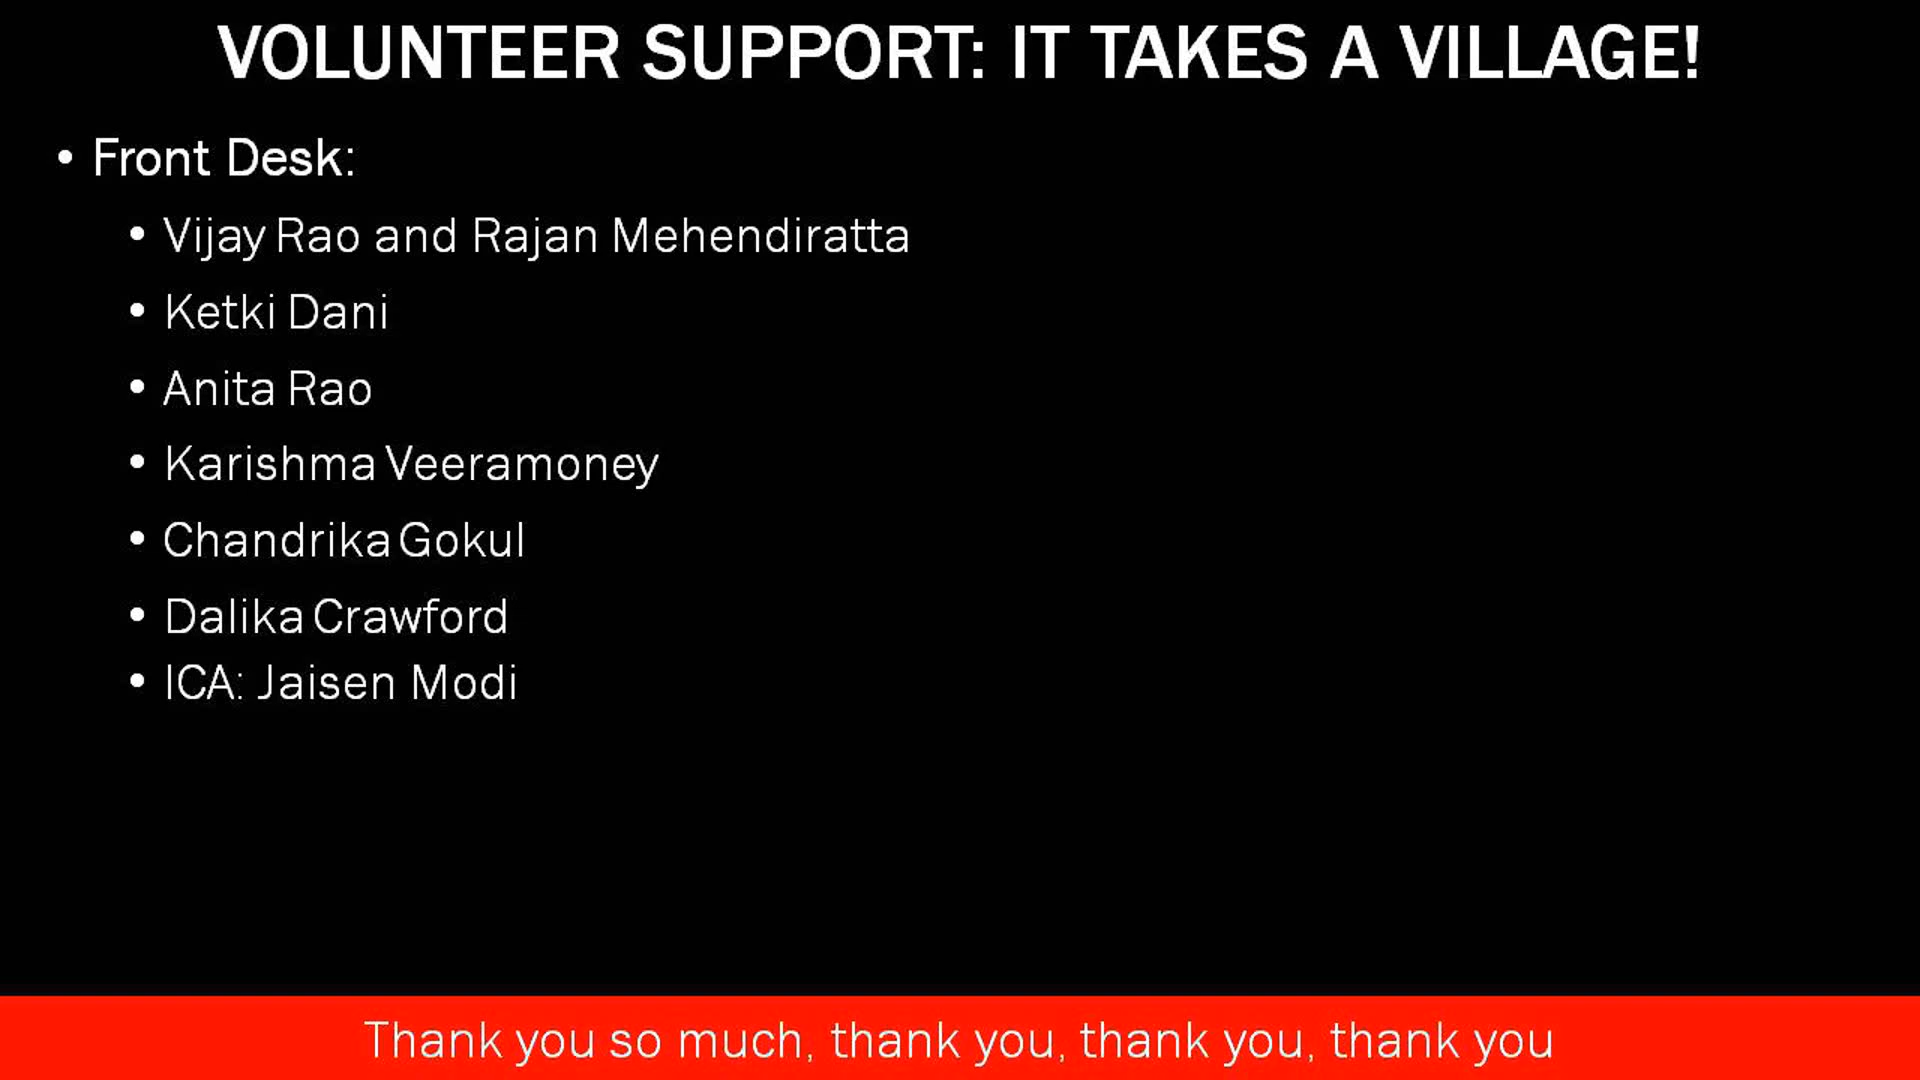 VOLUNTEER SUPPORT: IT TAKES A VILLAGE!
• Front Desk:
• Vijay Rao and Rajan Mehendiratta
• Ketki Dani
• Anita Rao
• Karishma Veeramoney
• Chandrika Gokul
• Dalika Crawford
• ICA: Jaisen Modi
Thank you so much, thank you, thank you, thank you